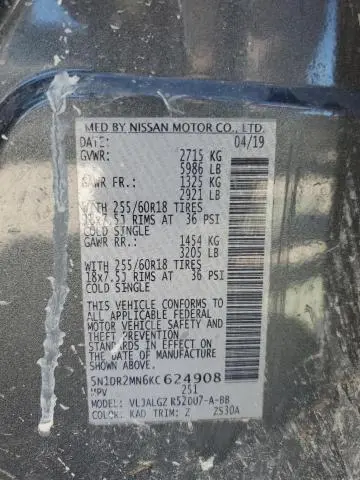 MFD BY NISSAN MOTOR CO., LTD.
DATE: 04/19
GVWR: 2715 KG
5986 LB
GAWR FR.: 1325 KG
2921 LB
WITH 255/60R18 TIRES
18x7.5J RIMS AT 36 PSI
COLD SINGLE
GAWR RR.: 1454 KG
3205 LB
WITH 255/60R18 TIRES
18x7.5J RIMS AT 36 PSI
COLD SINGLE
THIS VEHICLE CONFORMS TO
ALL APPLICABLE FEDERAL
MOTOR VEHICLE SAFETY AND
THEFT PREVENTION
STANDARDS IN EFFECT ON THE
DATE OF MANUFACTURE SHOWN
ABOVE.
5N1DR2MN6KC624908
MPV 251
MODEL: VLJALGZ R52UU7-A-BB
COLOR: KAD TRIM: Z 2S30A